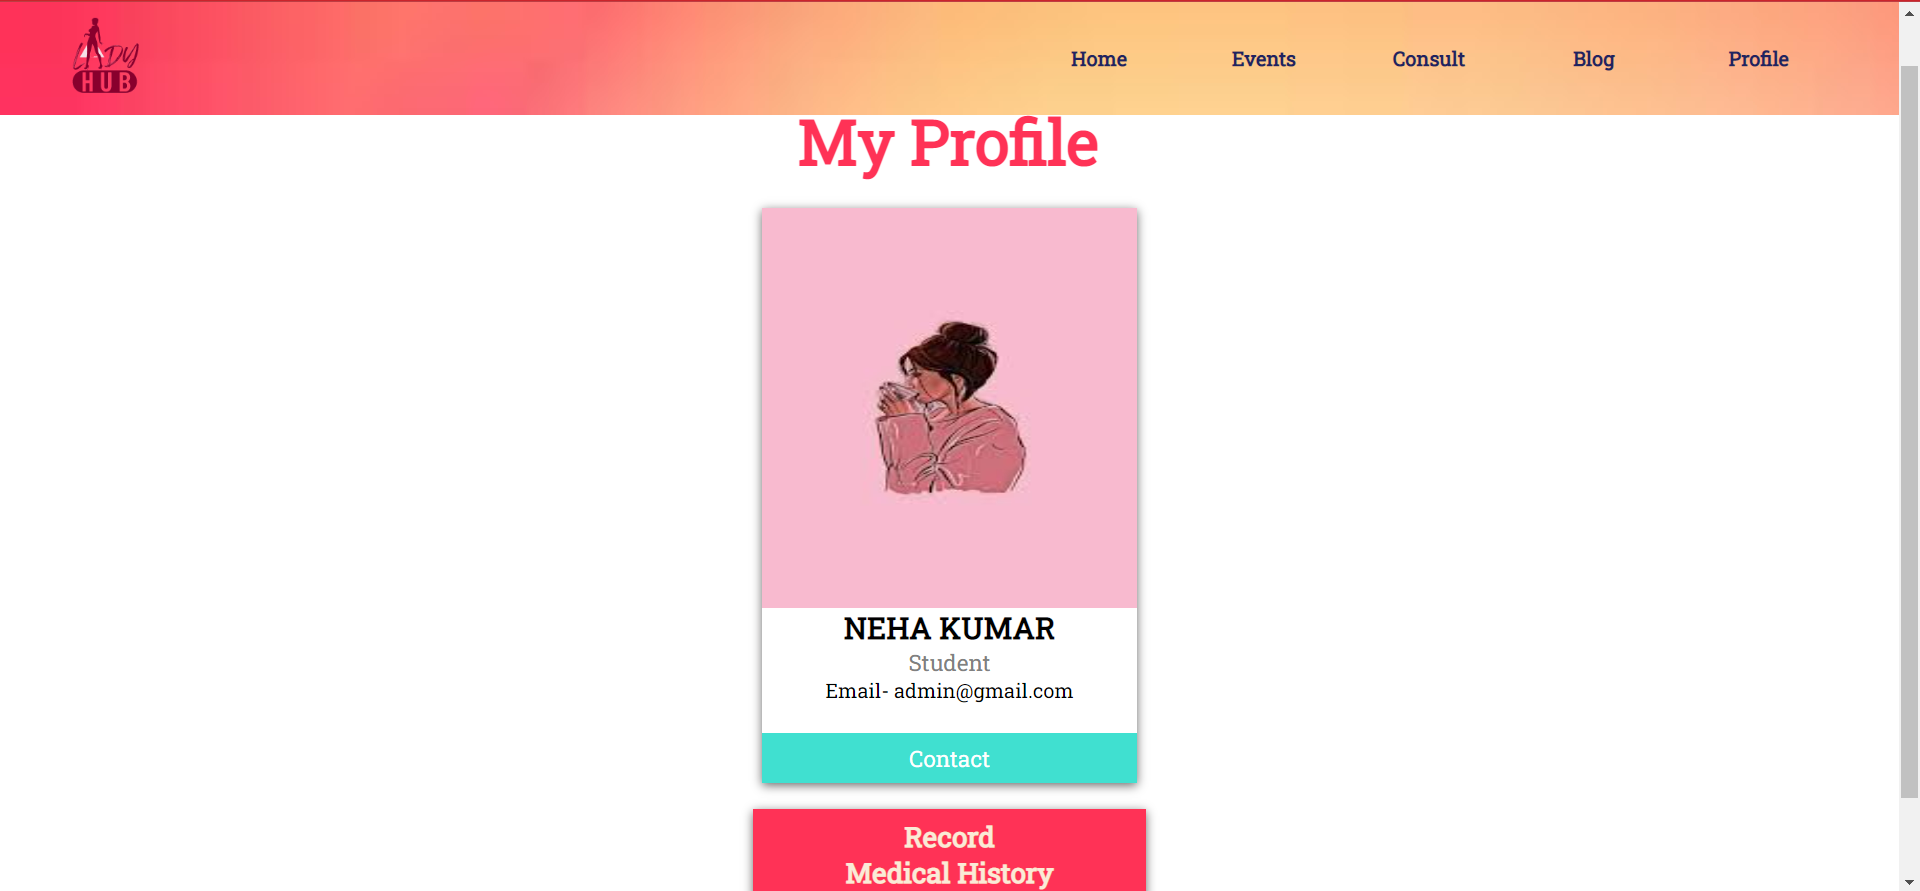 LADY
HUB
Home Events Consult Blog Profile
My Profile
NEHA KUMAR
Student
Email- admin@gmail.com
Contact
Record
Medical History